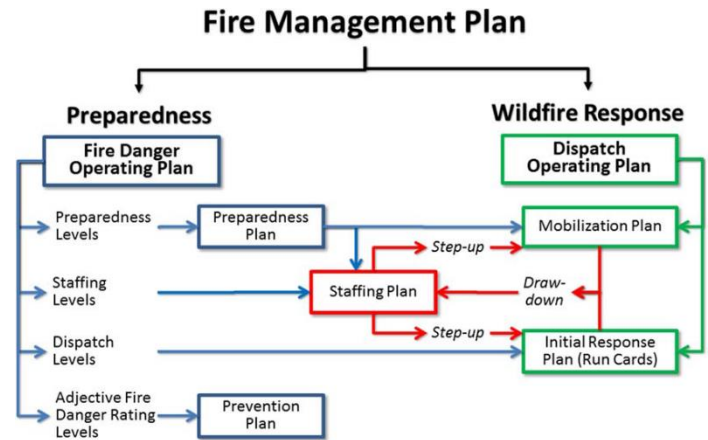 Fire Management Plan
Preparedness
Wildfire Response
Fire Danger
Operating Plan
Dispatch
Operating Plan
Preparedness
Levels
Preparedness
Plan
Mobilization Plan
Step-up
Staffing
Levels
Staffing Plan
Draw-
down
Step-up
Dispatch
Levels
Initial Response
Plan (Run Cards)
Adjective Fire
Danger Rating
Levels
Prevention
Plan